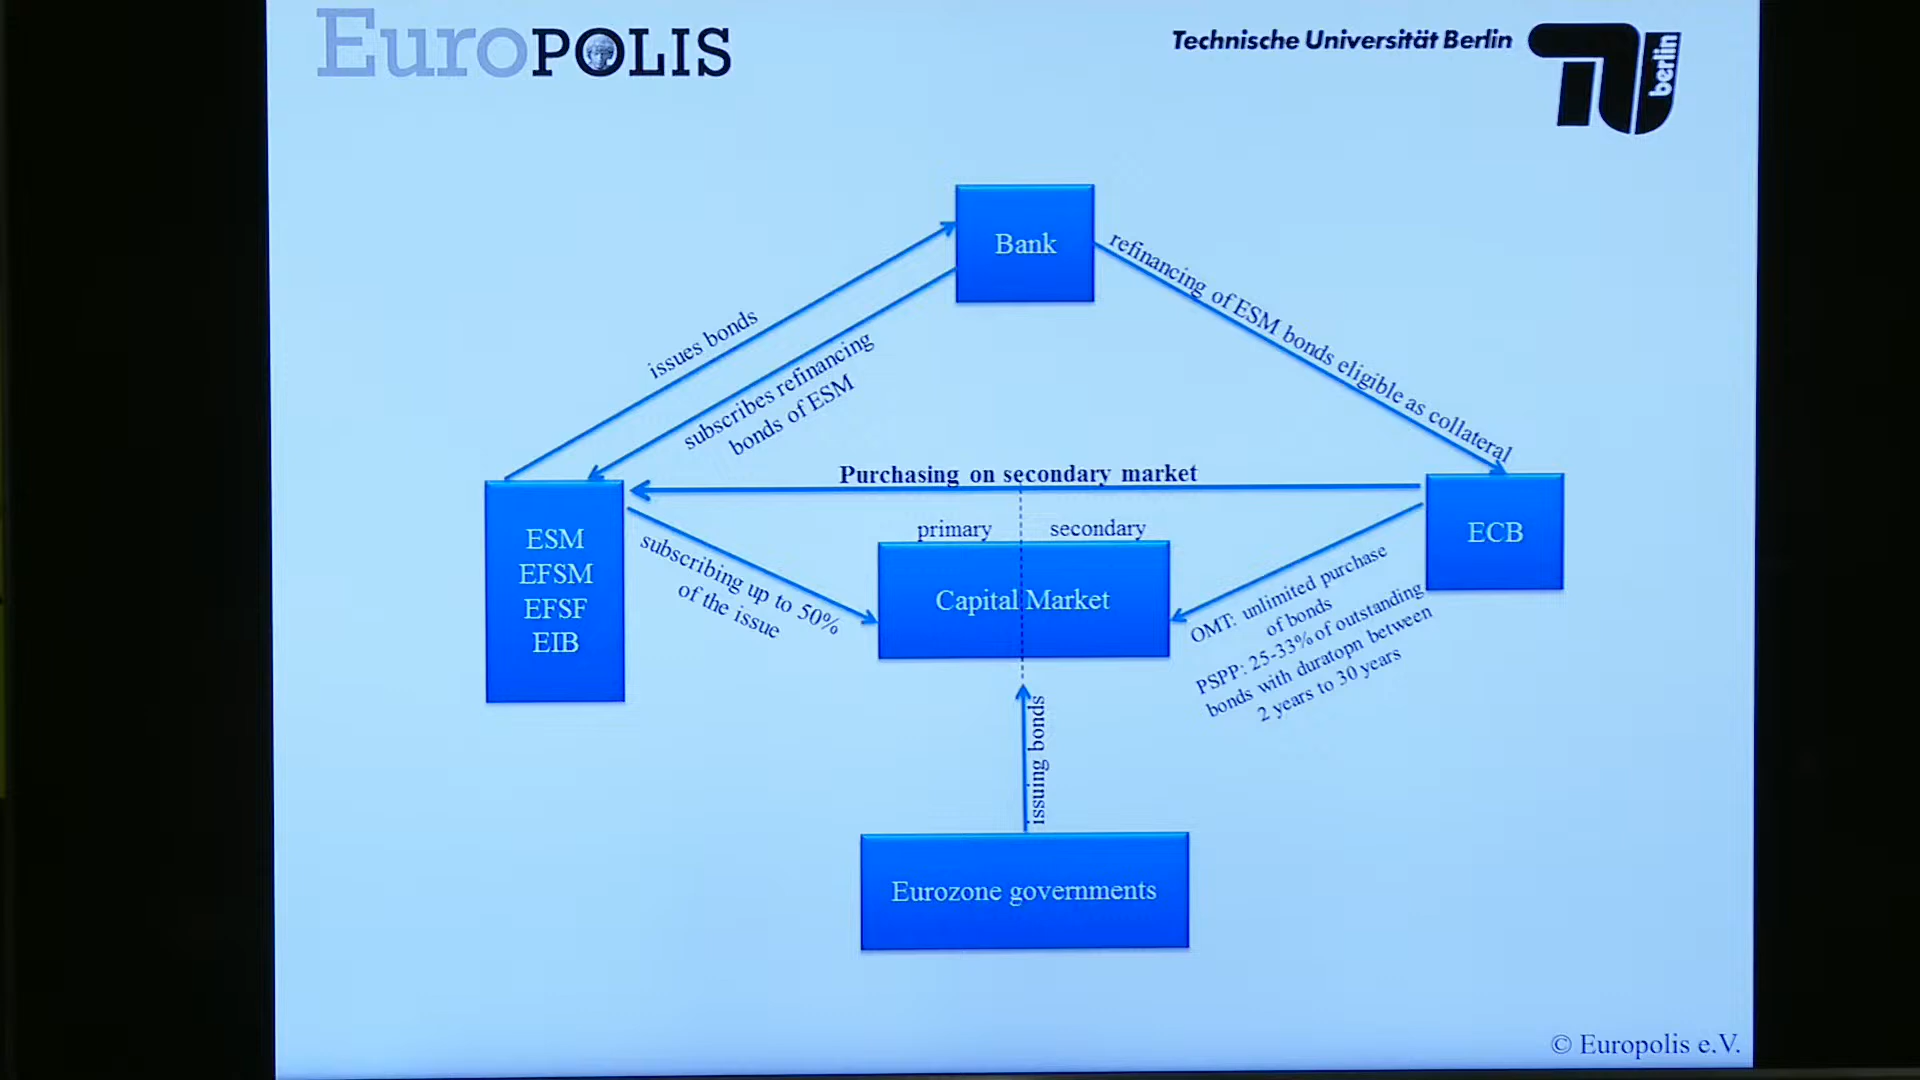 EuroPOLIS
Technische Universität Berlin
berlin
Bank
issues bonds
subscribes refinancing
bonds of ESM
refinancing of ESM bonds eligible as collateral
Purchasing on secondary market
primary
secondary
ESM
EFSM
EFSF
EIB
subscribing up to 50%
of the issue
Capital Market
ECB
OMT: unlimited purchase
of bonds
PSPP: 25-33% of outstanding
bonds with duratopn between
2 years to 30 years
issuing bonds
Eurozone governments
© Europolis e.V.